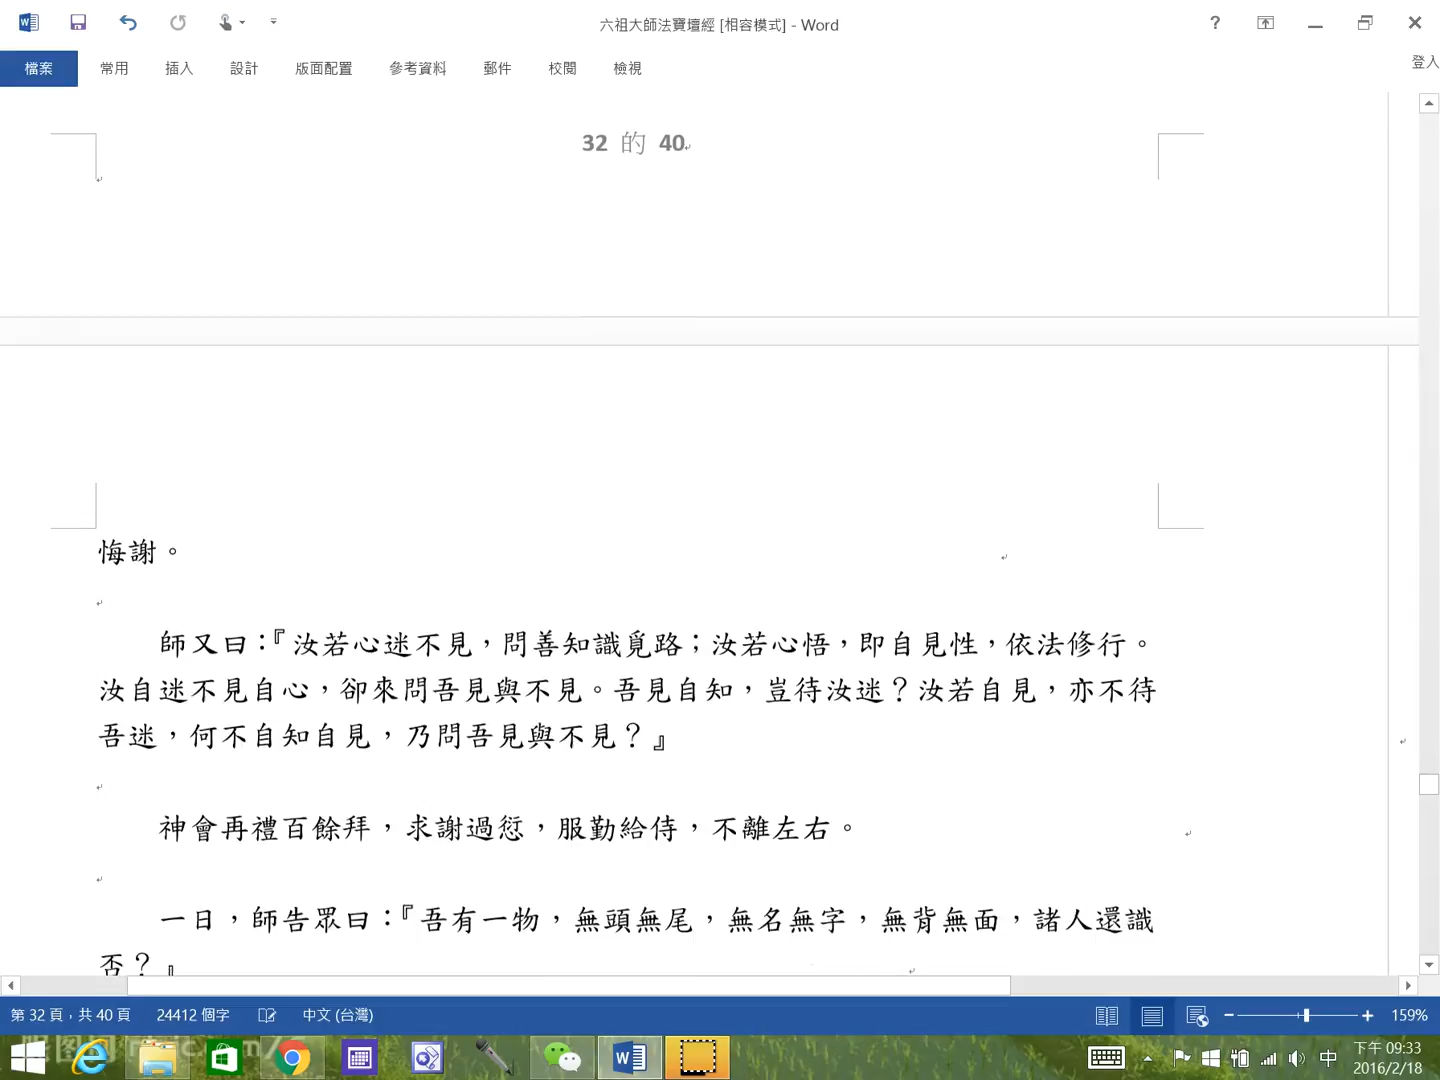 六祖大師法寶壇經 [相容模式] - Word
?
檔案 常用 插入 設計 版面配置 參考資料 郵件 校閱 檢視 登入
32 的 40
悔謝。
師又曰：『汝若心迷不見，問善知識覓路；汝若心悟，即自見性，依法修行。
汝自迷不見自心，卻來問吾見與不見。吾見自知，豈待汝迷？汝若自見，亦不待
吾迷，何不自知自見，乃問吾見與不見？』
神會再禮百餘拜，求謝過愆，服勤給侍，不離左右。
一日，師告眾曰：『吾有一物，無頭無尾，無名無字，無背無面，諸人還識
否？』
第 32 頁，共 40 頁 24412 個字 中文 (台灣) 159%
中 下午 09:33
2016/2/18